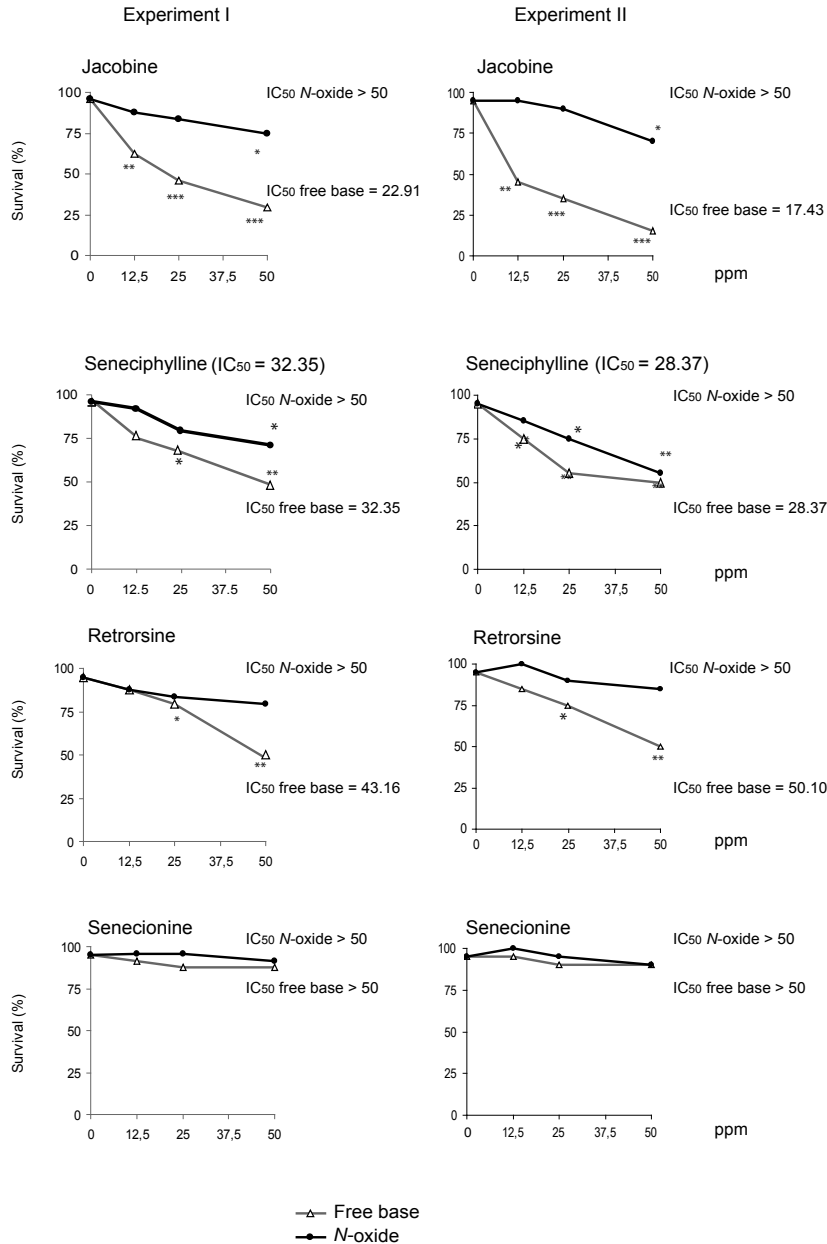 Experiment I
Experiment II
Jacobine
100
75
50
25
0
Survival (%)
IC50 N-oxide > 50
**
***
*
***
IC50 free base = 22.91
0 12,5 25 37,5 50
Jacobine
100
75
50
25
0
IC50 N-oxide > 50
*
**
***
***
IC50 free base = 17.43
0 12,5 25 37,5 50
ppm
Seneciphylline (IC50 = 32.35)
100
75
50
25
0
Survival (%)
IC50 N-oxide > 50
*
*
**
IC50 free base = 32.35
0 12.5 25 37.5 50
Seneciphylline (IC50 = 28.37)
100
75
50
25
0
IC50 N-oxide > 50
*
**
*
**
**
IC50 free base = 28.37
0 12,5 25 37,5 50
ppm
Retrorsine
100
75
50
25
0
Survival (%)
IC50 N-oxide > 50
*
**
IC50 free base = 43.16
0 12,5 25 37,5 50
Retrorsine
100
75
50
25
0
IC50 N-oxide > 50
*
**
IC50 free base = 50.10
0 12,5 25 37,5 50
ppm
Senecionine
100
75
50
25
0
Survival (%)
IC50 N-oxide > 50
IC50 free base > 50
0 12,5 25 37,5 50
Senecionine
100
75
50
25
0
IC50 N-oxide > 50
IC50 free base > 50
0 12,5 25 37,5 50
ppm
Free base
N-oxide